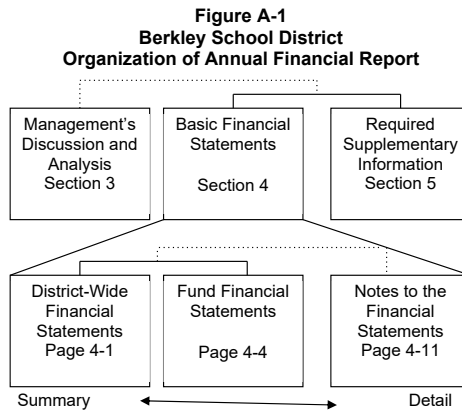 Figure A-1
Berkley School District
Organization of Annual Financial Report
Management's
Discussion and
Analysis
Section 3
Basic Financial
Statements
Section 4
Required
Supplementary
Information
Section 5
District-Wide
Financial
Statements
Page 4-1
Fund Financial
Statements
Page 4-4
Notes to the
Financial
Statements
Page 4-11
Summary
Detail